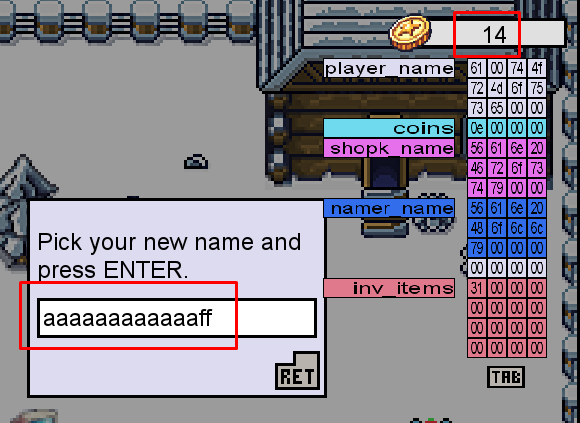 14
player_name 61 00 74 4f
72 4d 6f 75
73 65 00 00
coins 0e 00 00 00
shopk_name 56 61 6e 20
46 72 6f 73
74 79 00 00
namer_name 56 61 6e 20
48 6f 6c 6c
79 00 00 00
00 00 00 00
inv_items 31 00 00 00
00 00 00 00
00 00 00 00
00 00 00 00
TAB
Pick your new name and
press ENTER.
aaaaaaaaaaaaff
RET